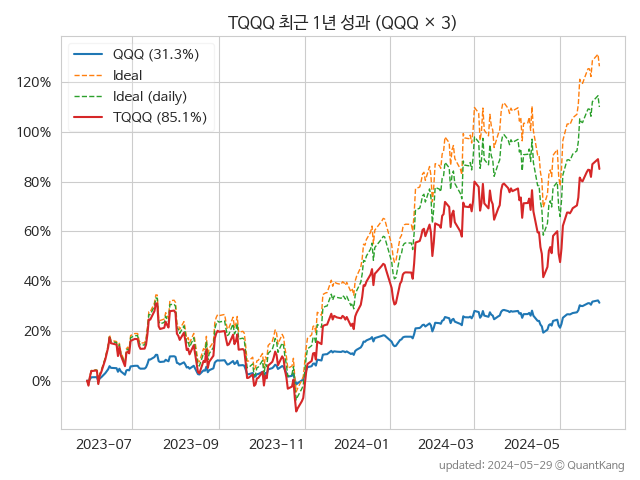 TQQQ 최근 1년 성과 (QQQ × 3)
QQQ (31.3%)
Ideal
Ideal (daily)
TQQQ (85.1%)
120%
100%
80%
60%
40%
20%
0%
2023-07
2023-09
2023-11
2024-01
2024-03
2024-05
updated: 2024-05-29 © QuantKang